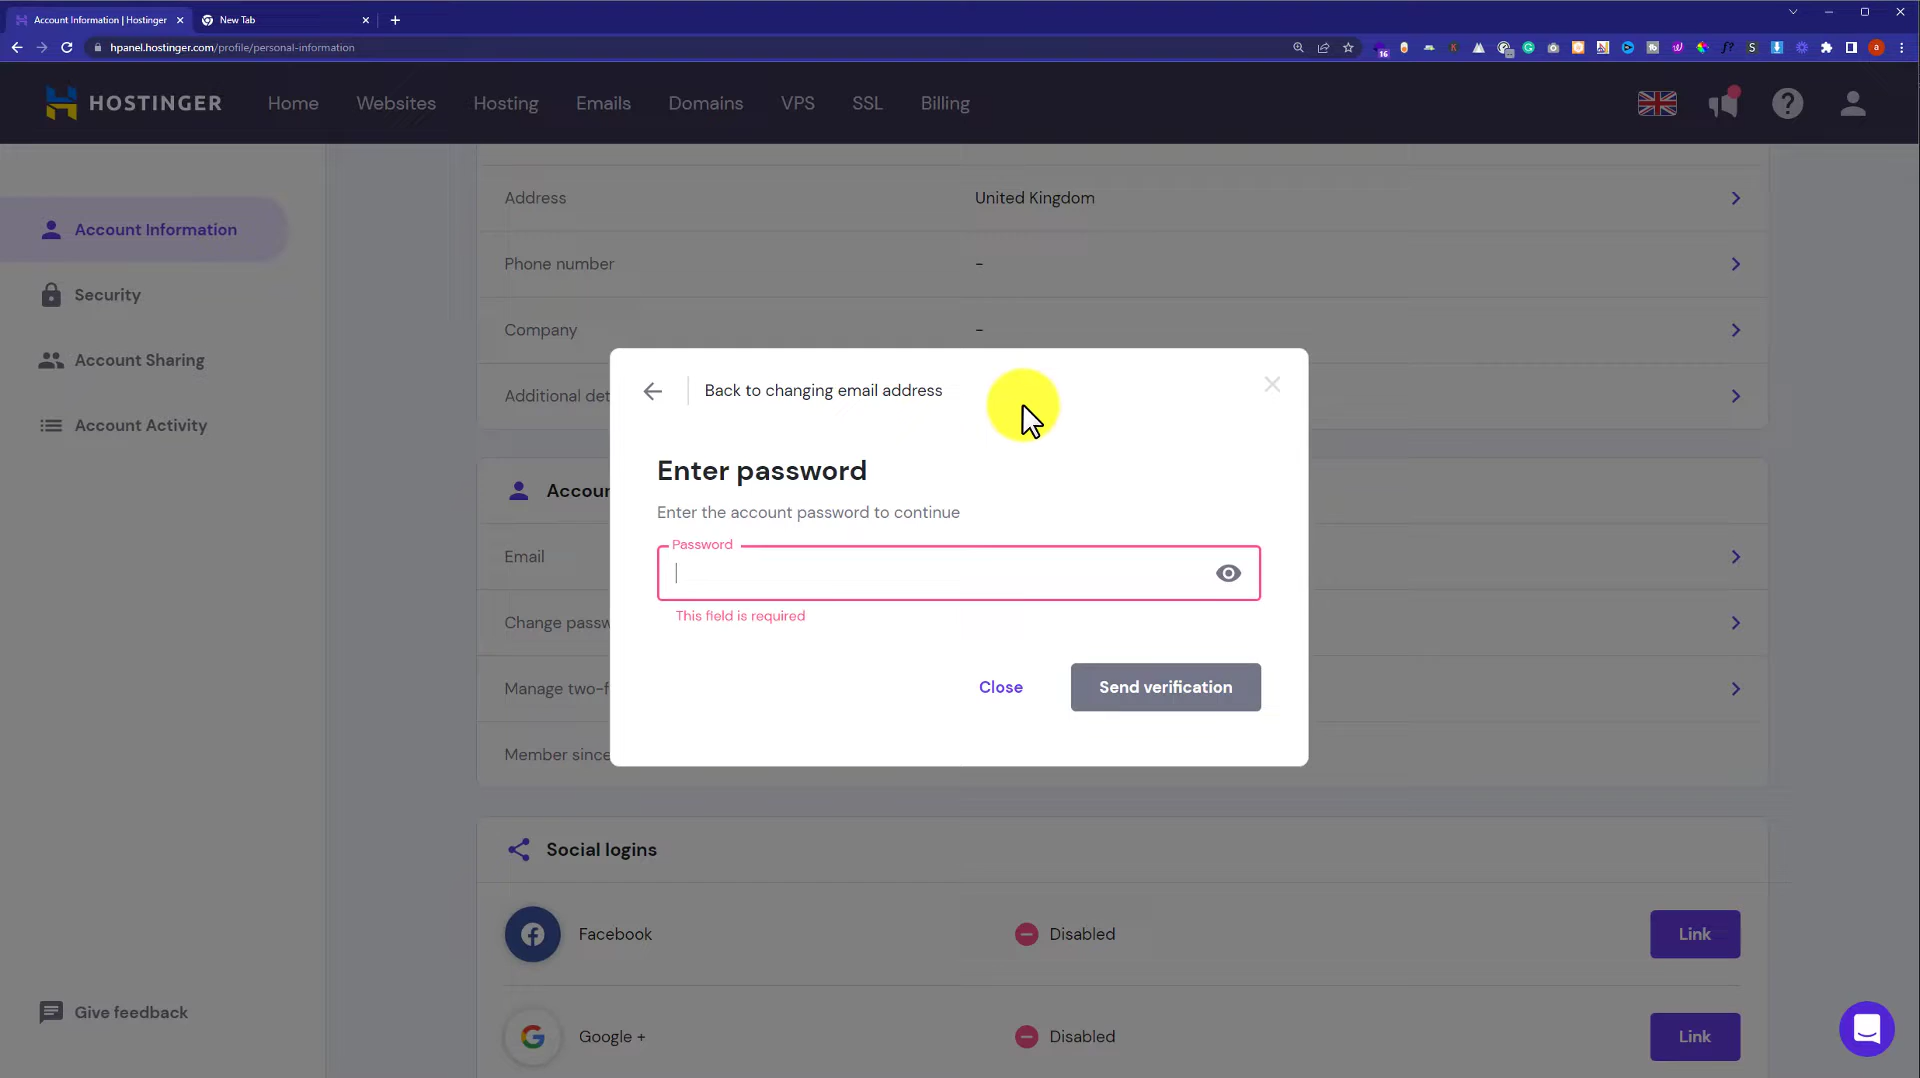 Account Information | Hostinger
New Tab
hpanel.hostinger.com/profile/personal-information
16
a
HOSTINGER
Home
Websites
Hosting
Emails
Domains
VPS
SSL
Billing
Account Information
Security
Account Sharing
Account Activity
Give feedback
Address
United Kingdom
Phone number
-
Company
-
Additional det
Accour
Email
Change passw
Manage two-f
Member since
Back to changing email address
Enter password
Enter the account password to continue
Password
This field is required
Close
Send verification
Social logins
Facebook
Disabled
Link
Google +
Disabled
Link